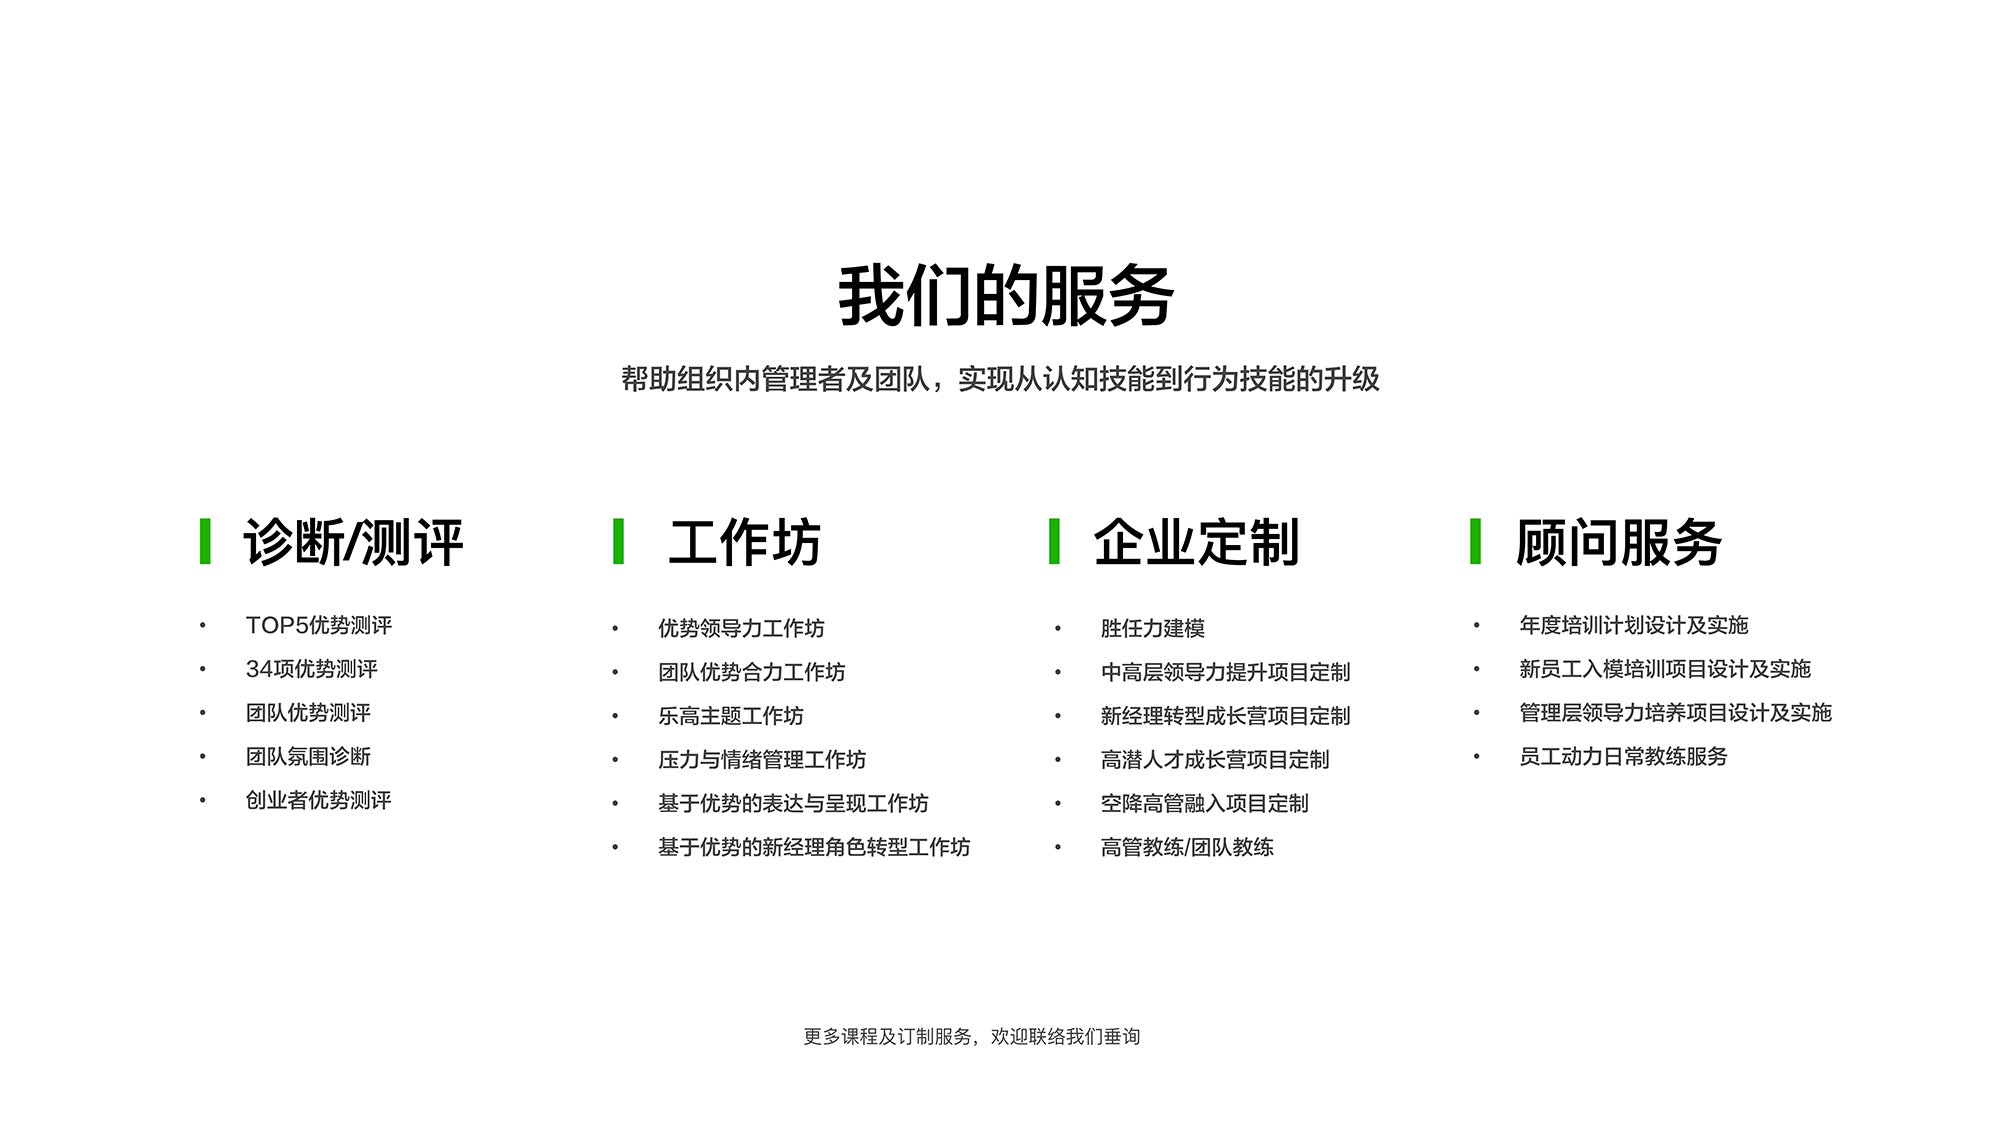 我们的服务
帮助组织内管理者及团队，实现从认知技能到行为技能的升级
诊断/测评
• TOP5优势测评
• 34项优势测评
• 团队优势测评
• 团队氛围诊断
• 创业者优势测评
工作坊
• 优势领导力工作坊
• 团队优势合力工作坊
• 乐高主题工作坊
• 压力与情绪管理工作坊
• 基于优势的表达与呈现工作坊
• 基于优势的新经理角色转型工作坊
企业定制
• 胜任力建模
• 中高层领导力提升项目定制
• 新经理转型成长营项目定制
• 高潜人才成长营项目定制
• 空降高管融入项目定制
• 高管教练/团队教练
顾问服务
• 年度培训计划设计及实施
• 新员工入模培训项目设计及实施
• 管理层领导力培养项目设计及实施
• 员工动力日常教练服务
更多课程及订制服务，欢迎联络我们垂询